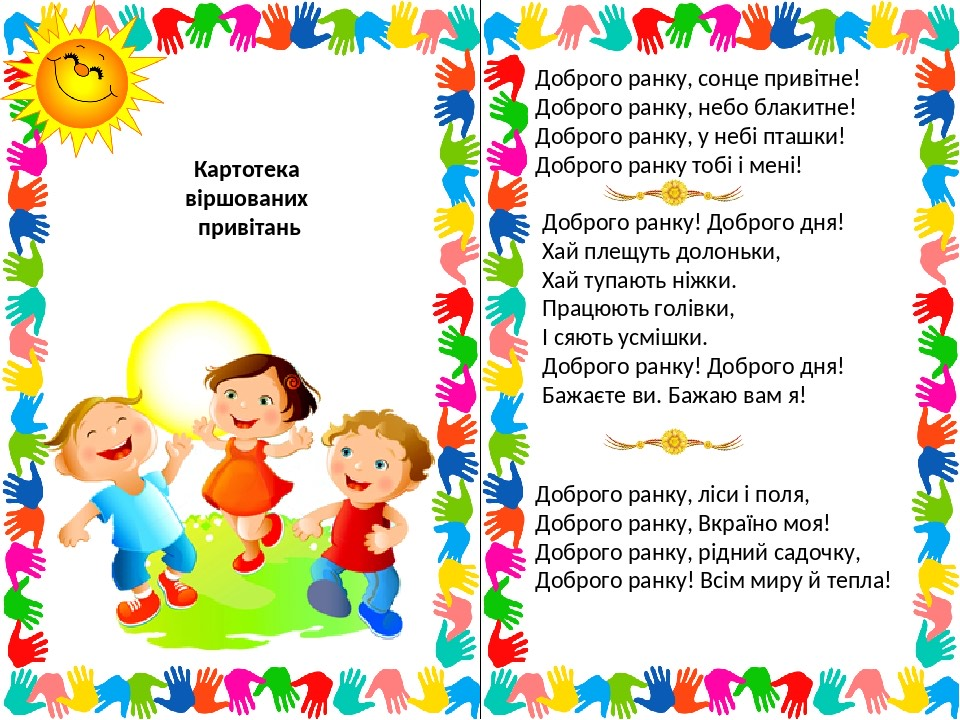 Картотека
віршованих
привітань
Доброго ранку, сонце привітне!
Доброго ранку, небо блакитне!
Доброго ранку, у небі пташки!
Доброго ранку тобі і мені!
Доброго ранку! Доброго дня!
Хай плещуть долоньки,
Хай тупають ніжки.
Працюють голівки,
І сяють усмішки.
Доброго ранку! Доброго дня!
Бажаєте ви. Бажаю вам я!
Доброго ранку, ліси і поля,
Доброго ранку, Вкраїно моя!
Доброго ранку, рідний садочку,
Доброго ранку! Всім миру й тепла!